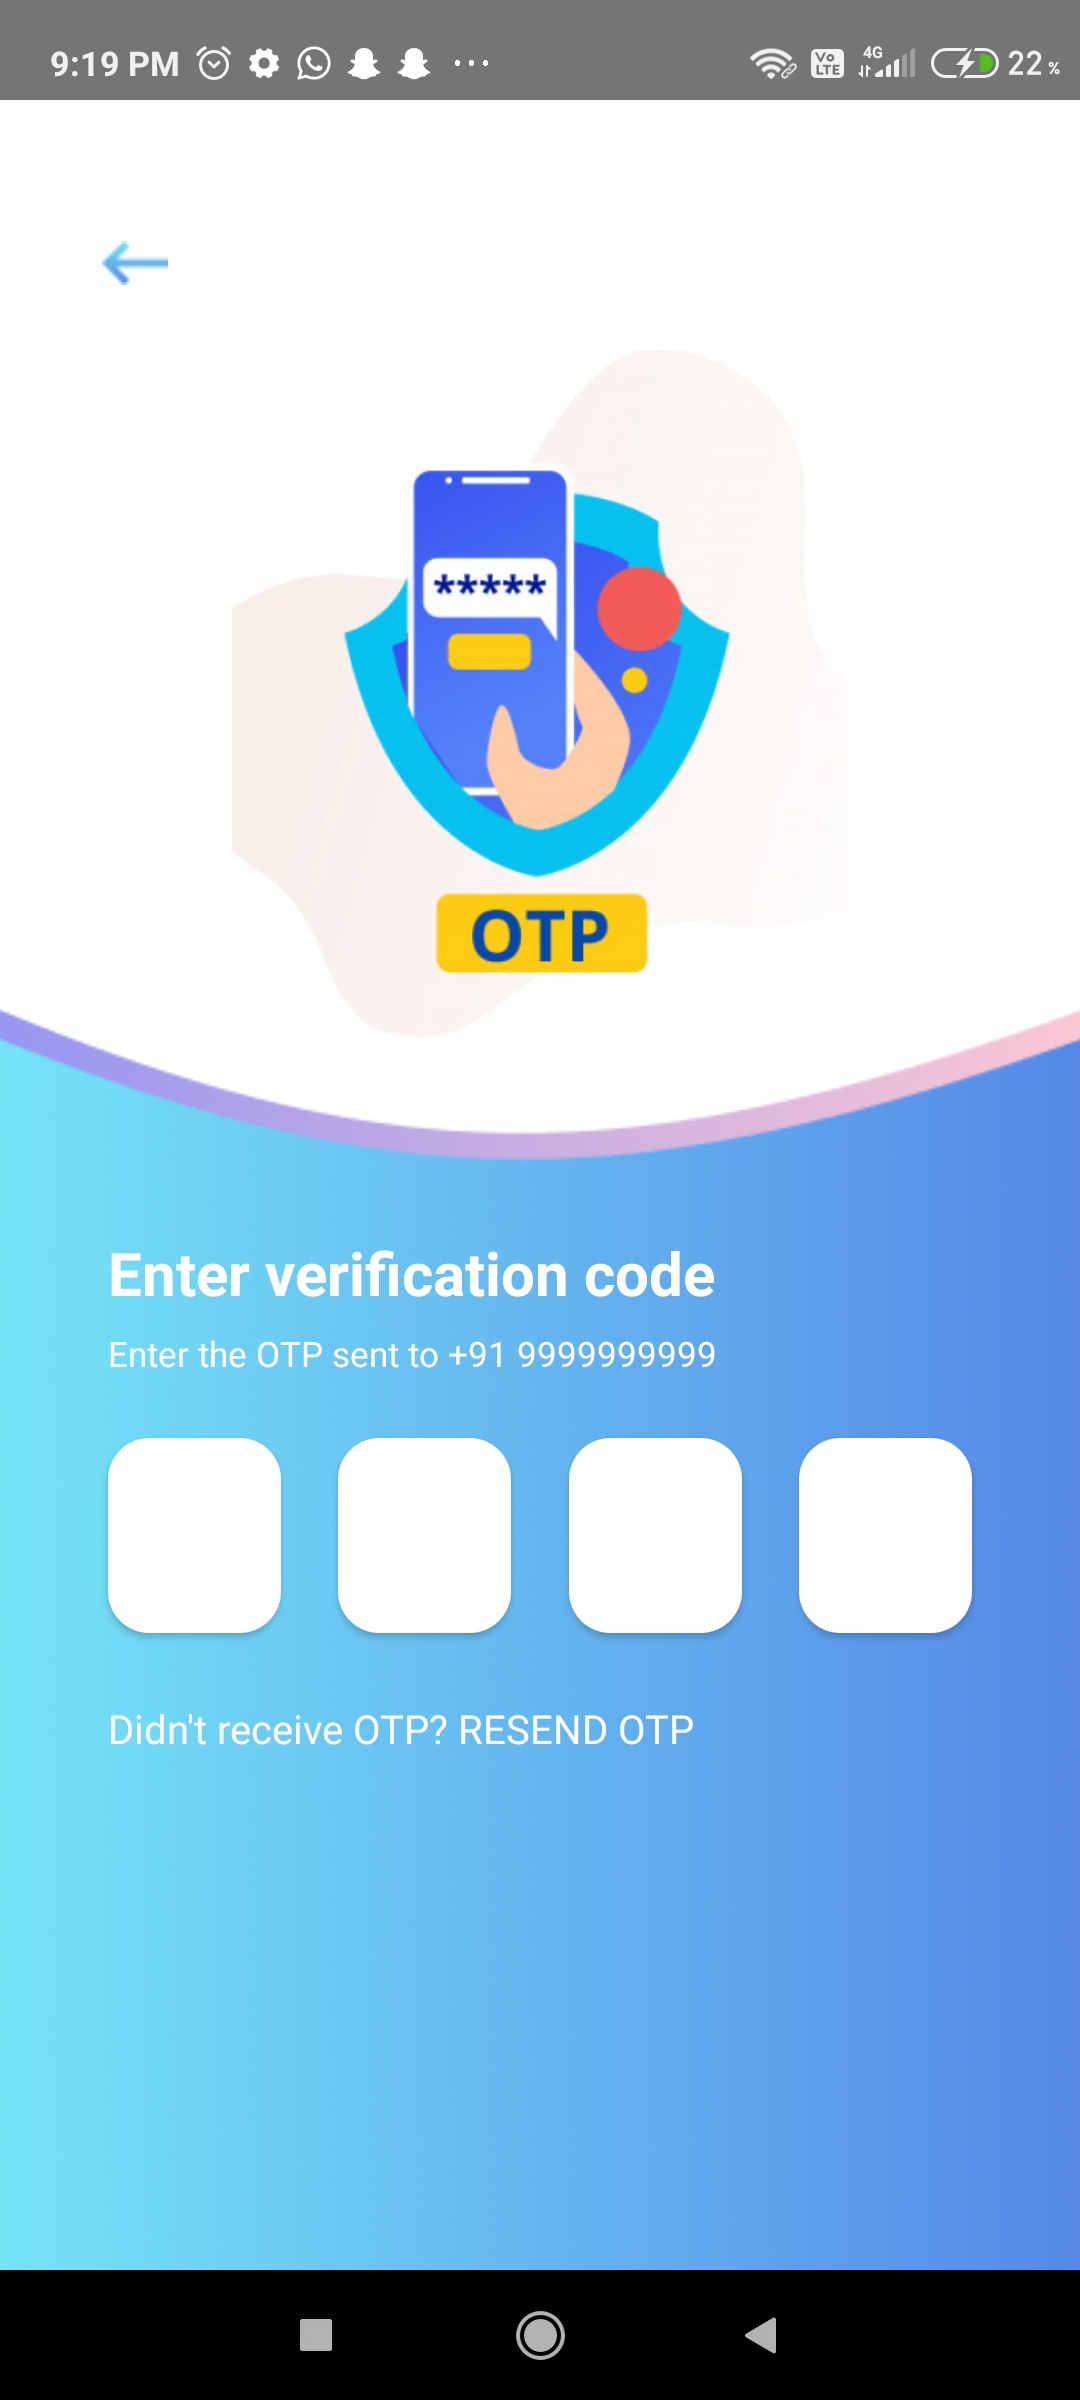 9:19 PM
Vo LTE 4G 22 %
*****
OTP
Enter verification code
Enter the OTP sent to +91 9999999999
Didn't receive OTP? RESEND OTP